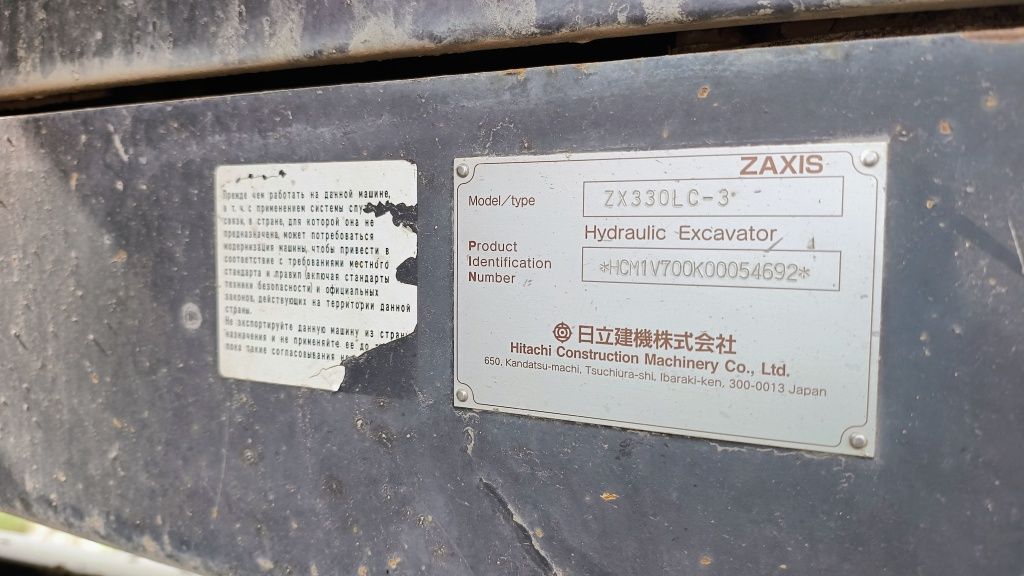 Прежде чем работать на данной машине,
в т. ч. с применением системы
связи, в стране, для которой она не
предназначена, может потребоваться
модернизация машины, чтобы привести в
соответствие с требованиями местного
стандарта и правил (включая стандарты
техники безопасности) и официальных
законов, действующих на территории данной
страны.
Не экспортируйте данную машину из
назначения и не применяйте ее до
пока такие согласовывания
ZAXIS
Model/type
ZX330LC-3
Hydraulic Excavator
Product
Identification
Number
*HCM1V700K00054692*
日立建機株式会社
Hitachi Construction Machinery Co., Ltd.
650, Kandatsu-machi, Tsuchiura-shi, Ibaraki-ken, 300-0013 Japan